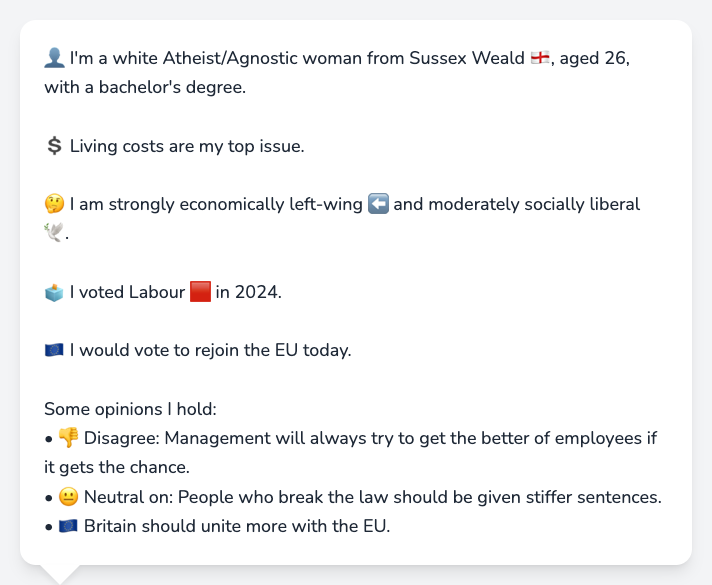 👤 I'm a white Atheist/Agnostic woman from Sussex Weald 🏴󠁧󠁢󠁥󠁮󠁧󠁿, aged 26,
with a bachelor's degree.
💲 Living costs are my top issue.
🤔 I am strongly economically left-wing ⬅️ and moderately socially liberal
🕊️.
🗳️ I voted Labour 🟥 in 2024.
🇪🇺 I would vote to rejoin the EU today.
Some opinions I hold:
• 👎 Disagree: Management will always try to get the better of employees if
it gets the chance.
• 😐 Neutral on: People who break the law should be given stiffer sentences.
• 🇪🇺 Britain should unite more with the EU.